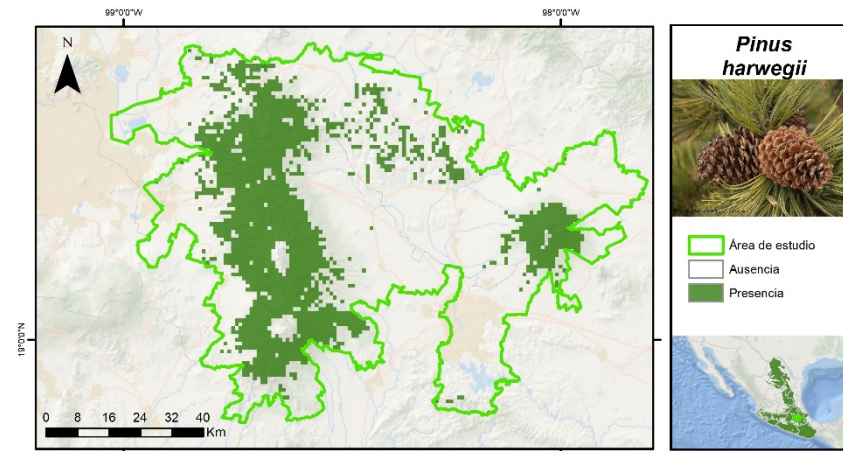 99°0'0"W
98°0'0"W
N
19°0'0"N
0 8 16 24 32 40
Km
Pinus
harwegii
Área de estudio
Ausencia
Presencia